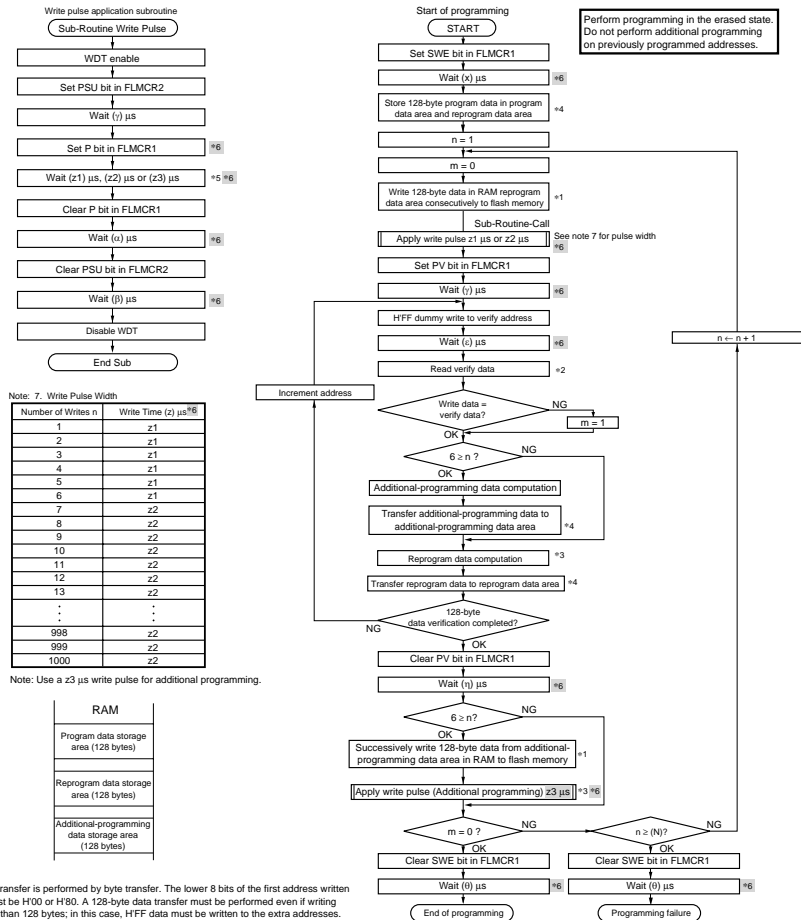 Write pulse application subroutine
Sub-Routine Write Pulse
WDT enable
Set PSU bit in FLMCR2
Wait (γ) μs
Set P bit in FLMCR1 *6
Wait (z1) μs, (z2) μs or (z3) μs *5 *6
Clear P bit in FLMCR1
Wait (α) μs *6
Clear PSU bit in FLMCR2
Wait (β) μs *6
Disable WDT
End Sub
Note: 7. Write Pulse Width
Number of Writes n Write Time (z) μs*6
1 z1
2 z1
3 z1
4 z1
5 z1
6 z1
7 z2
8 z2
9 z2
10 z2
11 z2
12 z2
13 z2
998 z2
999 z2
1000 z2
Note: Use a z3 μs write pulse for additional programming.
RAM
Program data storage
area (128 bytes)
Reprogram data storage
area (128 bytes)
Additional-programming
data storage area
(128 bytes)
Start of programming
START
Set SWE bit in FLMCR1
Wait (x) μs *6
Store 128-byte program data in program
data area and reprogram data area *4
n = 1
m = 0
Write 128-byte data in RAM reprogram
data area consecutively to flash memory *1
Sub-Routine-Call
Apply write pulse z1 μs or z2 μs
See note 7 for pulse width
*6
Set PV bit in FLMCR1
Wait (γ) μs *6
H'FF dummy write to verify address
Wait (ε) μs *6
Read verify data *2
Increment address
Write data =
verify data?
NG
m = 1
OK
6 ≥ n ?
NG
OK
Additional-programming data computation
Transfer additional-programming data to
additional-programming data area *4
Reprogram data computation *3
Transfer reprogram data to reprogram data area *4
128-byte
data verification completed?
NG
OK
Clear PV bit in FLMCR1
Wait (η) μs *6
6 ≥ n?
NG
OK
Successively write 128-byte data from additional-
programming data area in RAM to flash memory *1
Apply write pulse (Additional programming) z3 μs *3 *6
m = 0 ?
NG
OK
Clear SWE bit in FLMCR1
Wait (θ) μs *6
End of programming
n ≥ (N)?
NG
OK
Clear SWE bit in FLMCR1
Wait (θ) μs *6
Programming failure
n ← n + 1
Perform programming in the erased state.
Do not perform additional programming
on previously programmed addresses.
ransfer is performed by byte transfer. The lower 8 bits of the first address written
st be H'00 or H'80. A 128-byte data transfer must be performed even if writing
than 128 bytes; in this case, H'FF data must be written to the extra addresses.